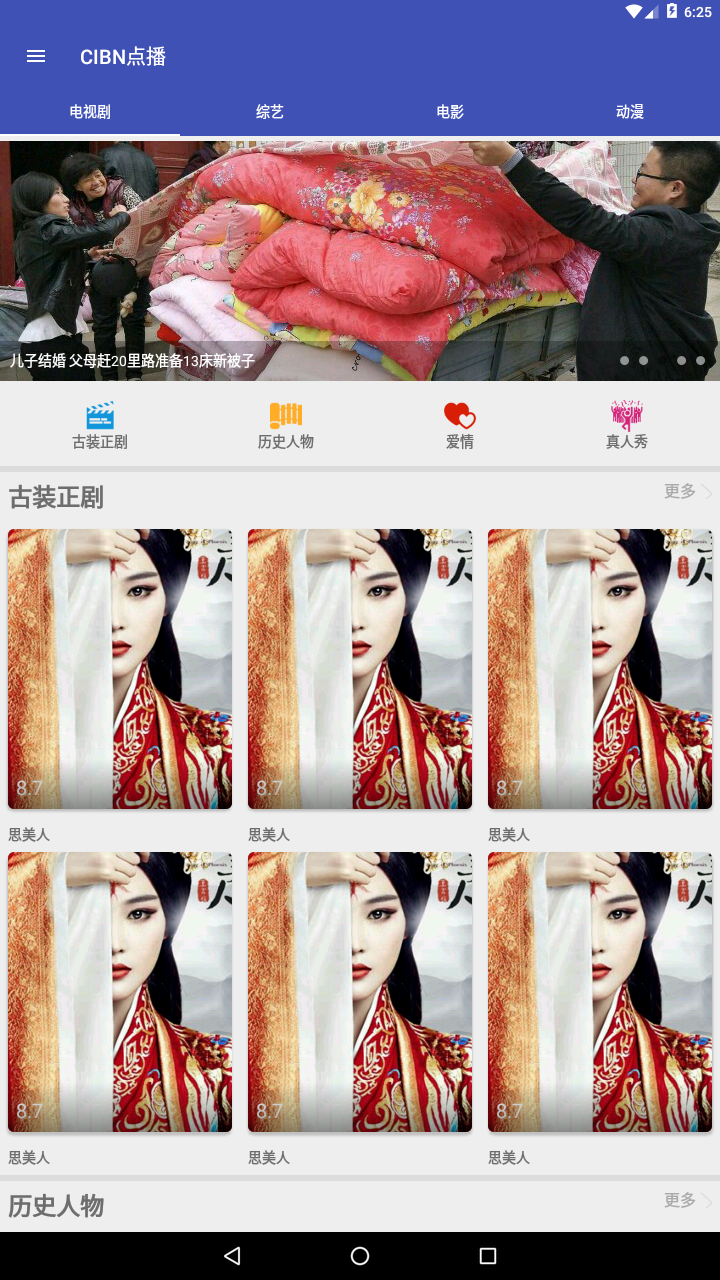 6:25
CIBN点播
电视剧 综艺 电影 动漫
儿子结婚 父母赶20里路准备13床新被子
古装正剧 历史人物 爱情 真人秀
古装正剧 更多
8.7 8.7 8.7
思美人 思美人 思美人
8.7 8.7 8.7
思美人 思美人 思美人
历史人物 更多